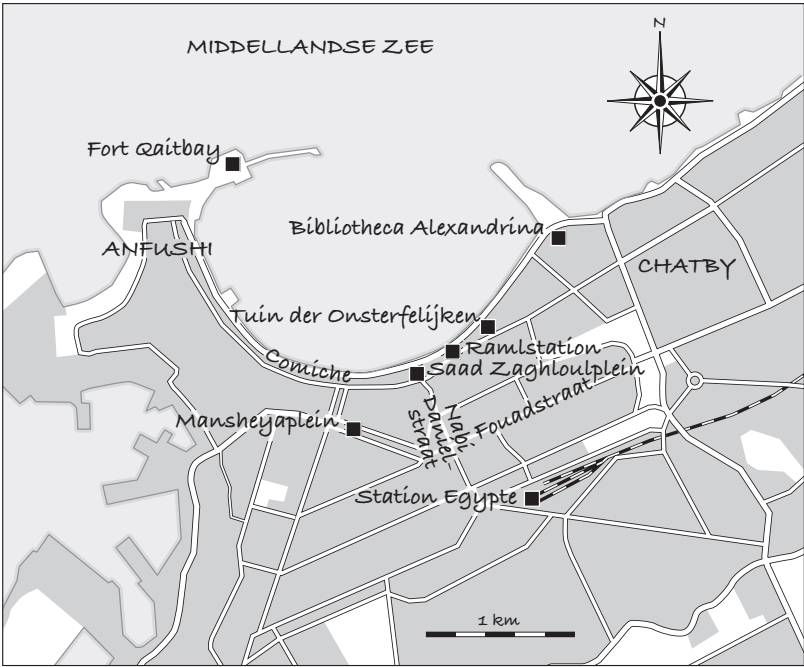 N
MIDDELLANDSE ZEE
Fort Qaitbay
Bibliotheca Alexandrina
ANFUSHI
CHATBY
Tuin der Onsterfelijken
Ramlstation
Corniche
Saad Zaghloulplein
Mansheyaplein
Nabi
Daniel-
straat
Fouadstraat
Station Egypte
1 km